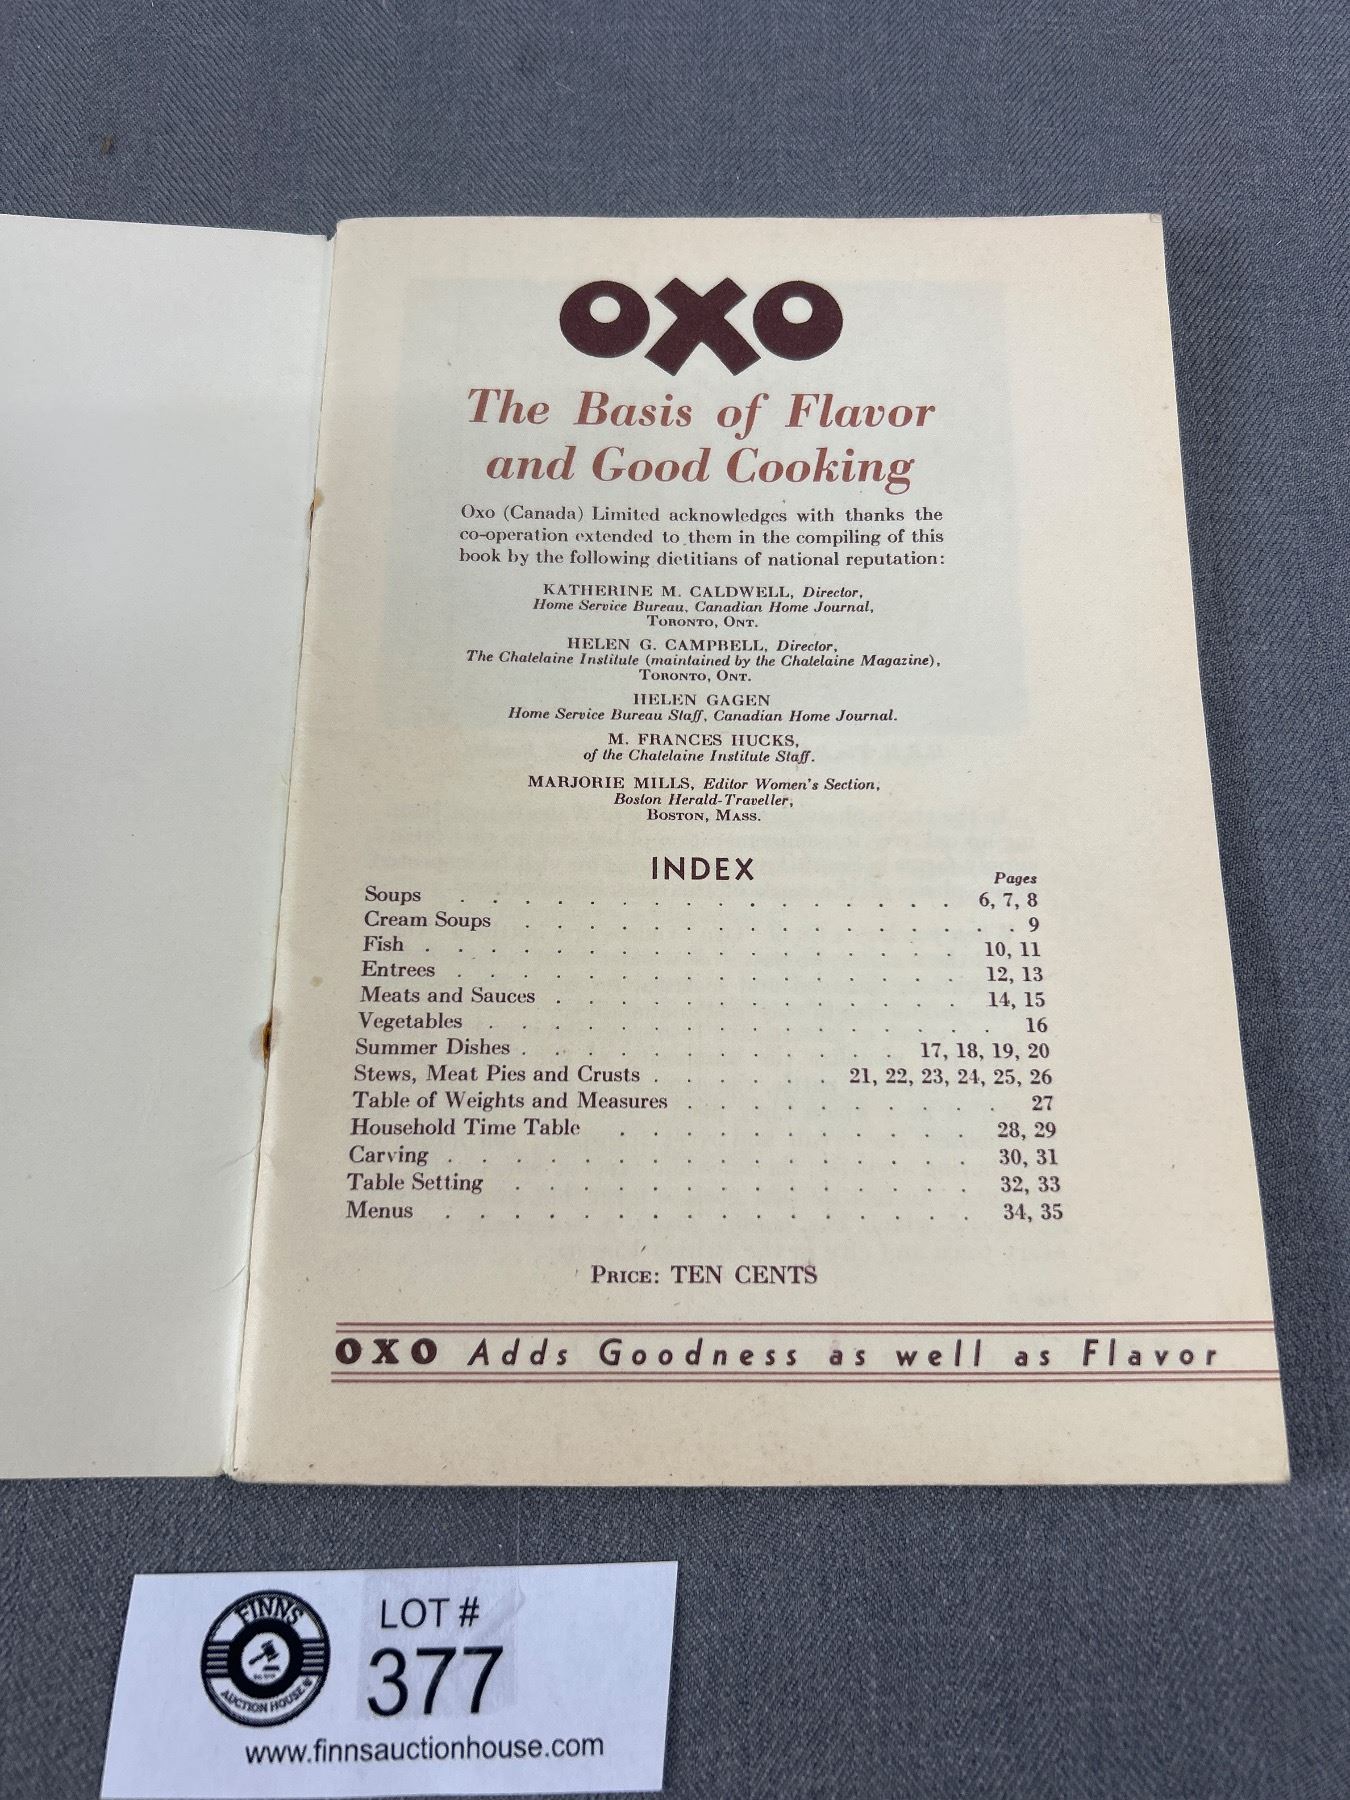 OXO
The Basis of Flavor
and Good Cooking
Oxo (Canada) Limited acknowledges with thanks the
co-operation extended to them in the compiling of this
book by the following dietitians of national reputation:
KATHERINE M. CALDWELL, Director,
Home Service Bureau, Canadian Home Journal,
TORONTO, ONT.
HELEN G. CAMPBELL, Director,
The Chatelaine Institute (maintained by the Chatelaine Magazine),
TORONTO, ONT.
HELEN GAGEN
Home Service Bureau Staff, Canadian Home Journal.
M. FRANCES HUCKS,
of the Chatelaine Institute Staff.
MARJORIE MILLS, Editor Women's Section,
Boston Herald-Traveller,
BOSTON, MASS.
INDEX
Pages
Soups . . . . . . . . . . . . . . . . 6, 7, 8
Cream Soups . . . . . . . . . . . . . . . . 9
Fish . . . . . . . . . . . . . . . . . 10, 11
Entrees . . . . . . . . . . . . . . . . 12, 13
Meats and Sauces . . . . . . . . . . . . . 14, 15
Vegetables . . . . . . . . . . . . . . . . 16
Summer Dishes . . . . . . . . . . . . 17, 18, 19, 20
Stews, Meat Pies and Crusts . . . . . . 21, 22, 23, 24, 25, 26
Table of Weights and Measures . . . . . . . . . . 27
Household Time Table . . . . . . . . . . . 28, 29
Carving . . . . . . . . . . . . . . . . 30, 31
Table Setting . . . . . . . . . . . . . . 32, 33
Menus . . . . . . . . . . . . . . . . 34, 35
PRICE: TEN CENTS
OXO Adds Goodness as well as Flavor
FINNS
AUCTION HOUSE
LOT #
377
www.finnsauctionhouse.com